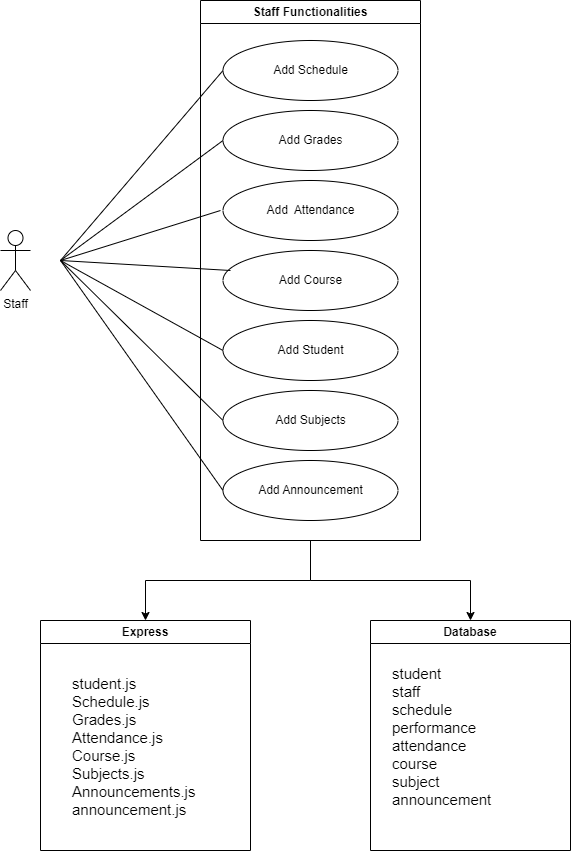 Staff Functionalities
Add Schedule
Add Grades
Add  Attendance
Add Course
Add Student
Add Subjects
Add Announcement
Staff
Express
student.js
Schedule.js
Grades.js
Attendance.js
Course.js
Subjects.js
Announcements.js
announcement.js
Database
student
staff
schedule
performance
attendance
course
subject
announcement